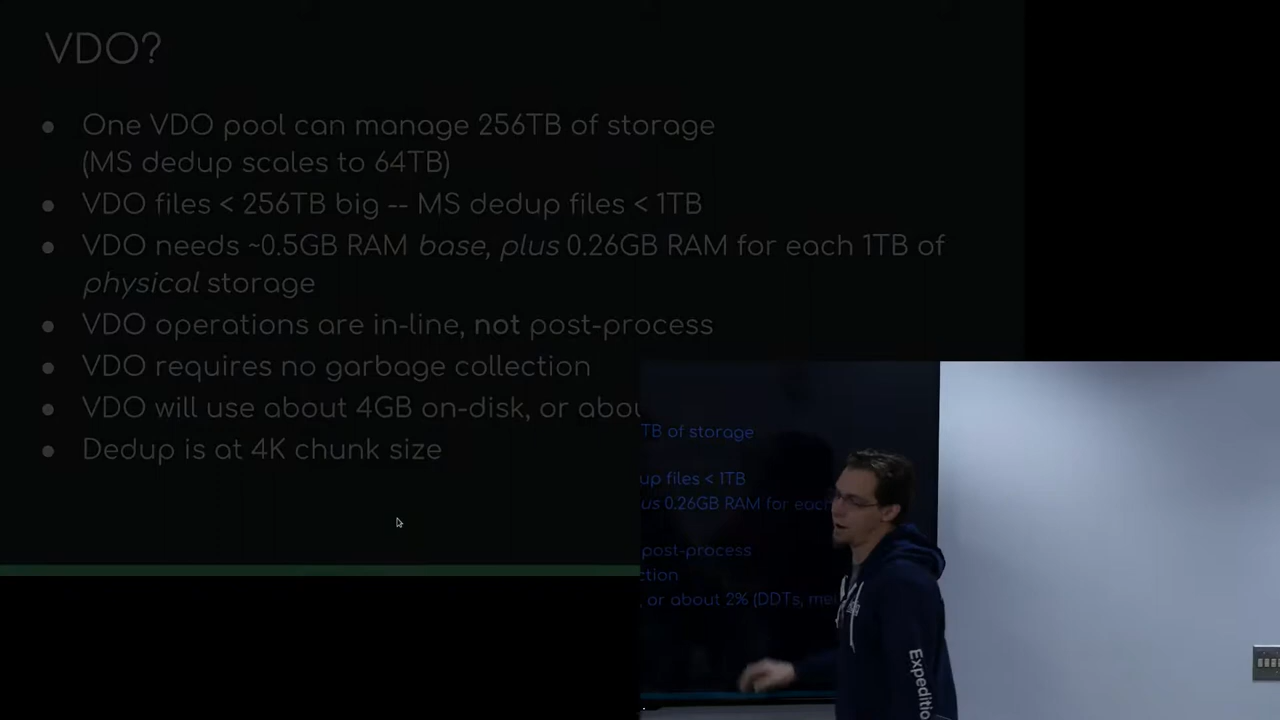 VDO?
One VDO pool can manage 256TB of storage
(MS dedup scales to 64TB)
VDO files < 256TB big -- MS dedup files < 1TB
VDO needs ~0.5GB RAM base, plus 0.26GB RAM for each 1TB of
physical storage
VDO operations are in-line, not post-process
VDO requires no garbage collection
VDO will use about 4GB on-disk, or abou
Dedup is at 4K chunk size
TB of storage
up files < 1TB
us 0.26GB RAM for each
post-process
ction
, or about 2% (DDTs, me
Expeditio